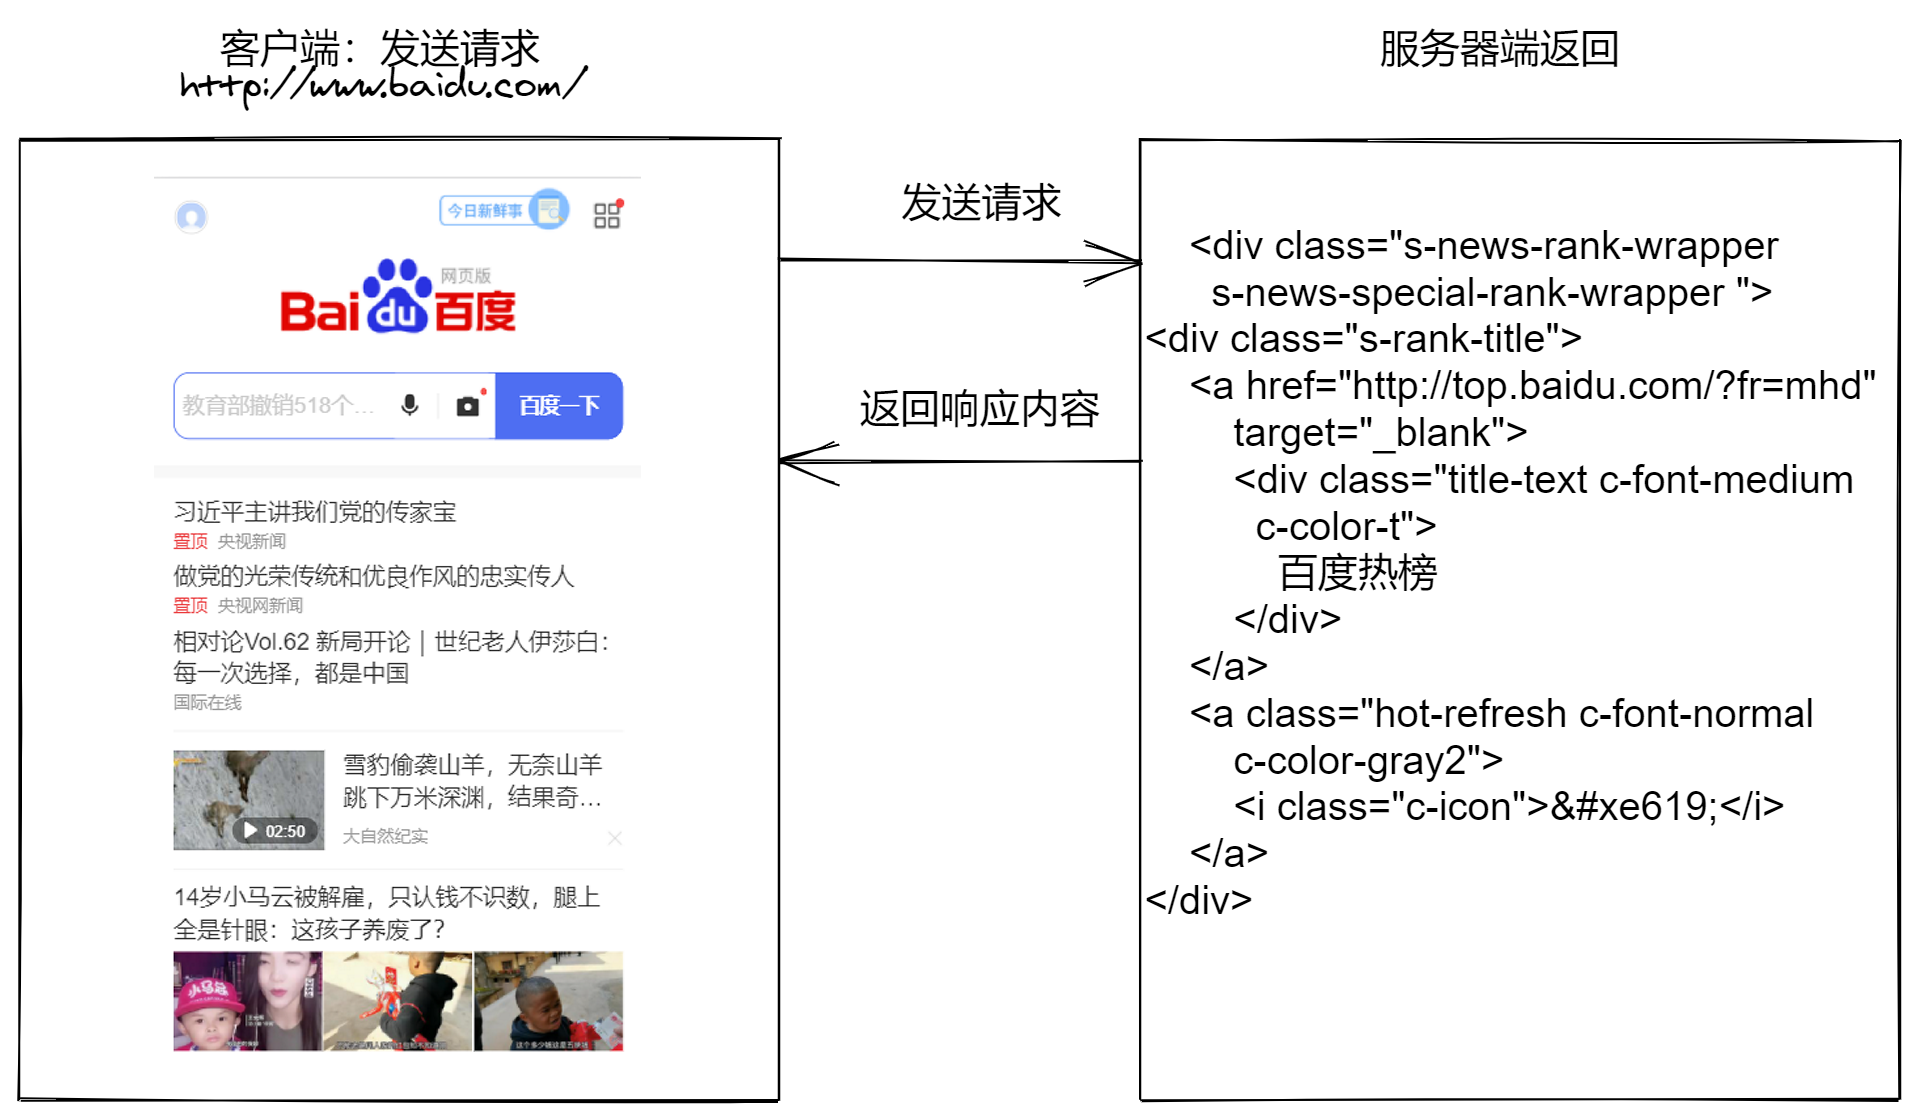 客户端：发送请求
http://www.baidu.com/
服务器端返回
今日新鲜事
网页版
Bai du 百度
教育部撤销518个...
百度一下
习近平主讲我们党的传家宝
置顶 央视新闻
做党的光荣传统和优良作风的忠实传人
置顶 央视网新闻
相对论Vol.62 新局开论｜世纪老人伊莎白：
每一次选择，都是中国
国际在线
雪豹偷袭山羊，无奈山羊
跳下万米深渊，结果奇...
02:50
大自然纪实
14岁小马云被解雇，只认钱不识数，腿上
全是针眼：这孩子养废了？
小马总
发送请求
返回响应内容
<div class="s-news-rank-wrapper
s-news-special-rank-wrapper ">
<div class="s-rank-title">
<a href="http://top.baidu.com/?fr=mhd"
target="_blank">
<div class="title-text c-font-medium
c-color-t">
百度热榜
</div>
</a>
<a class="hot-refresh c-font-normal
c-color-gray2">
<i class="c-icon">&#xe619;</i>
</a>
</div>